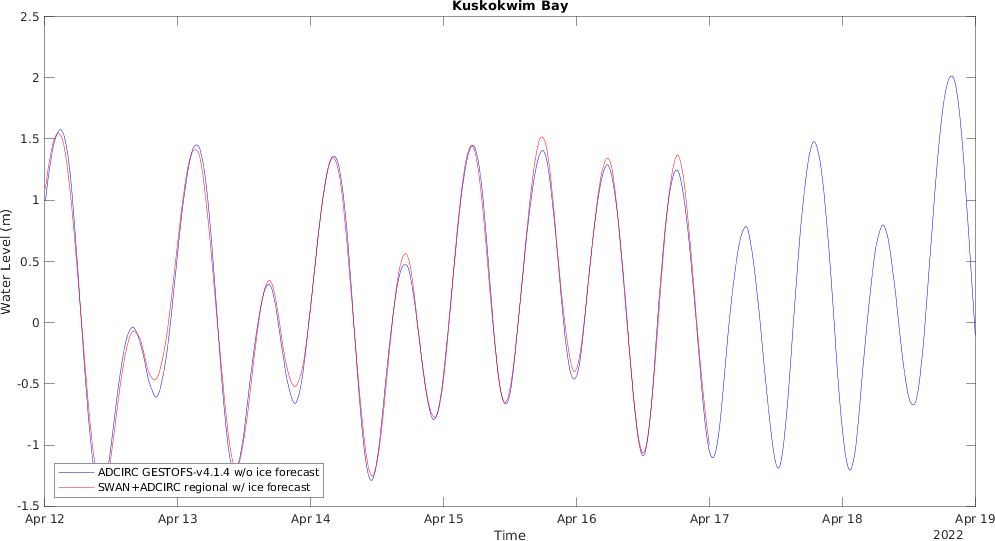 Kuskokwim Bay
2.5
2
1.5
1
0.5
0
-0.5
-1
-1.5
Water Level (m)
ADCIRC GESTOFS-v4.1.4 w/o ice forecast
SWAN+ADCIRC regional w/ ice forecast
Apr 12 Apr 13 Apr 14 Apr 15 Apr 16 Apr 17 Apr 18 Apr 19
Time
2022